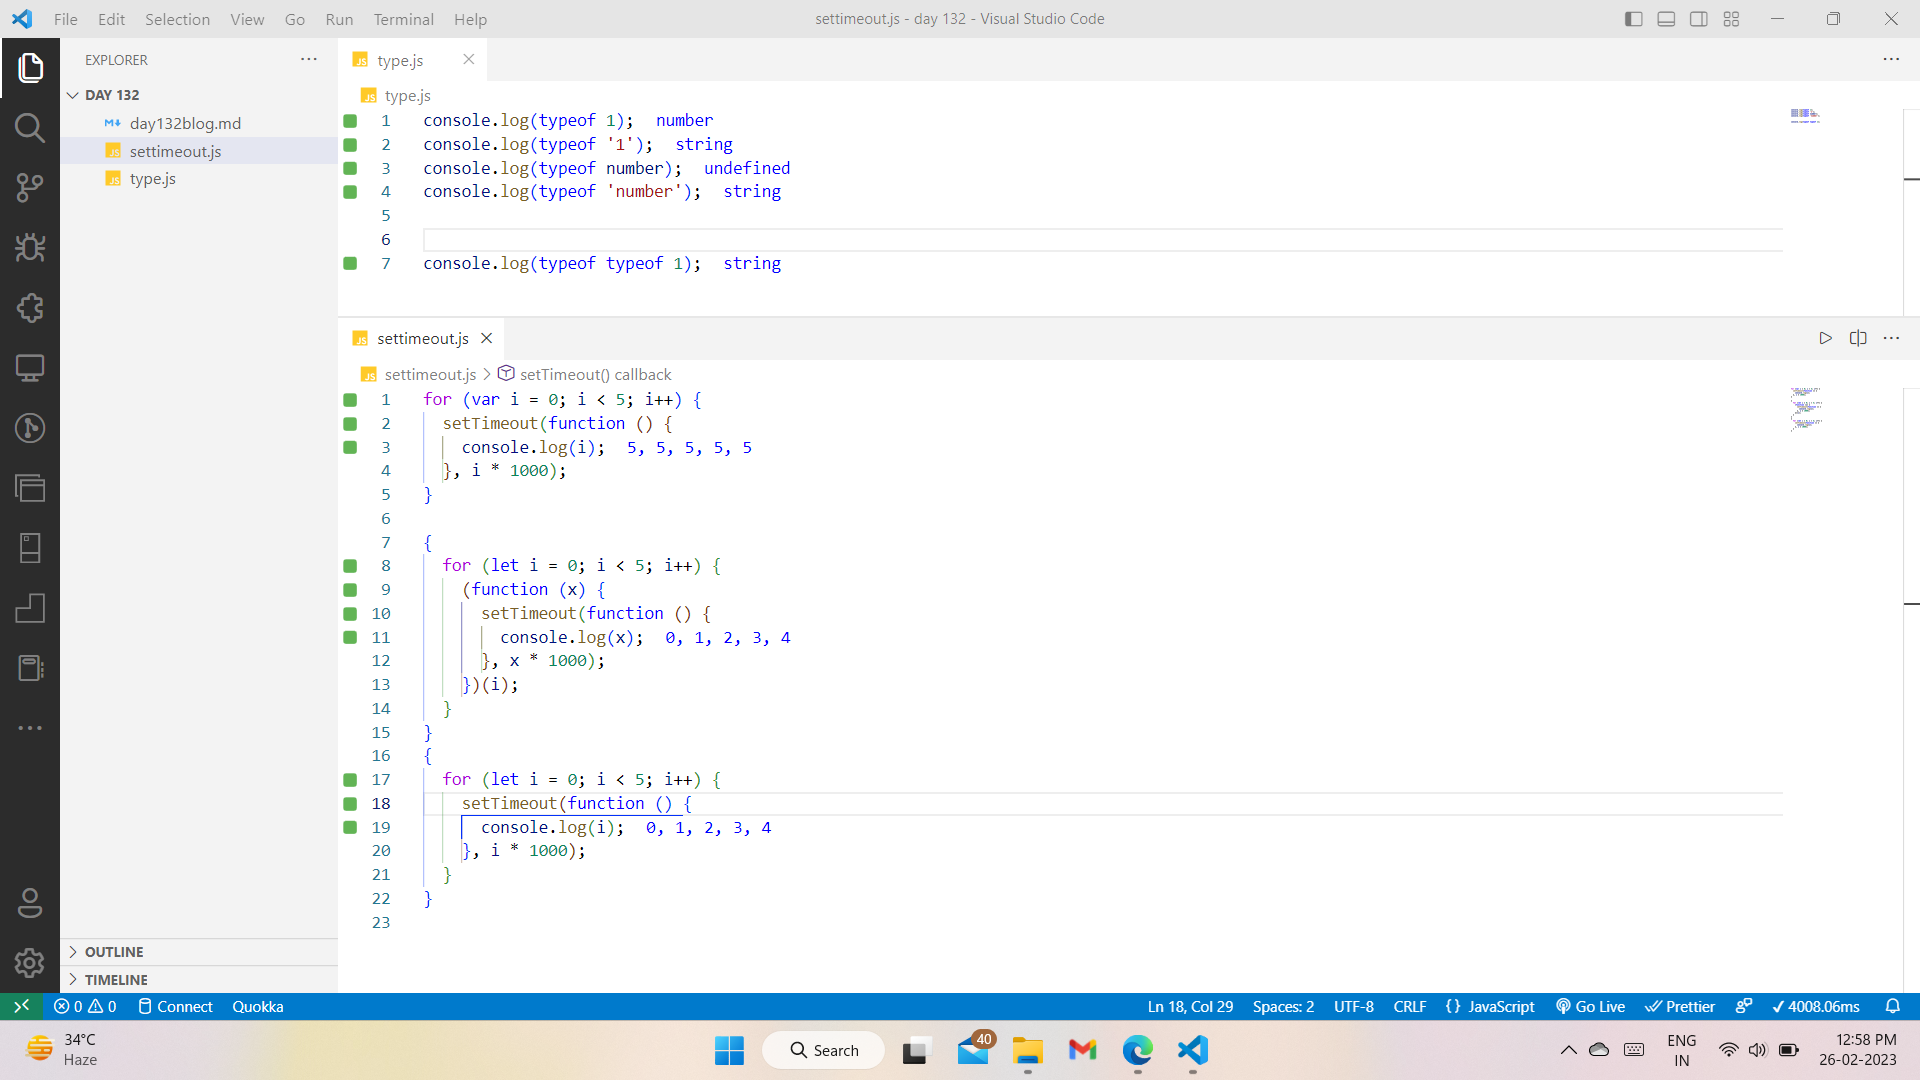 File Edit Selection View Go Run Terminal Help
settimeout.js - day 132 - Visual Studio Code
EXPLORER
DAY 132
day132blog.md
settimeout.js
type.js
OUTLINE
TIMELINE
type.js
type.js
1 console.log(typeof 1); number
2 console.log(typeof '1'); string
3 console.log(typeof number); undefined
4 console.log(typeof 'number'); string
5
6
7 console.log(typeof typeof 1); string
settimeout.js
settimeout.js > setTimeout() callback
1 for (var i = 0; i < 5; i++) {
2 setTimeout(function () {
3 console.log(i); 5, 5, 5, 5, 5
4 }, i * 1000);
5 }
6
7 {
8 for (let i = 0; i < 5; i++) {
9 (function (x) {
10 setTimeout(function () {
11 console.log(x); 0, 1, 2, 3, 4
12 }, x * 1000);
13 })(i);
14 }
15 }
16 {
17 for (let i = 0; i < 5; i++) {
18 setTimeout(function () {
19 console.log(i); 0, 1, 2, 3, 4
20 }, i * 1000);
21 }
22 }
23
0 0 Connect Quokka
Ln 18, Col 29 Spaces: 2 UTF-8 CRLF {} JavaScript Go Live Prettier 4008.06ms
34°C
Haze
Search
40
ENG
IN
12:58 PM
26-02-2023